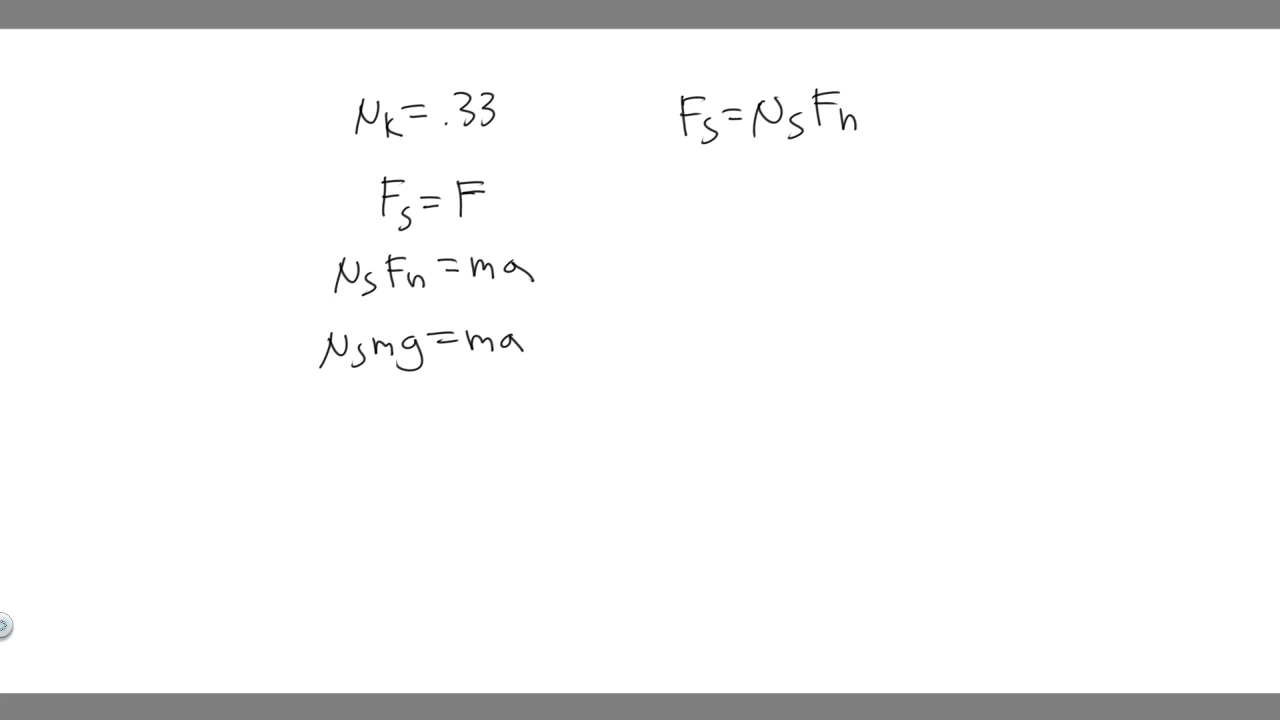 μk = .33
Fs = μs Fn
Fs = F
μs Fn = ma
μs mg = ma